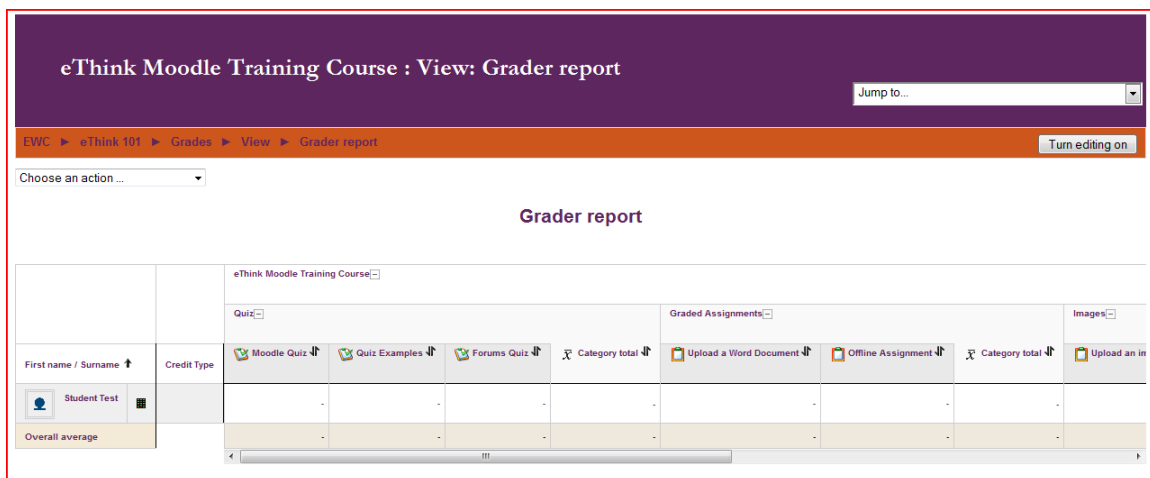 eThink Moodle Training Course : View: Grader report
Jump to...
EWC ► eThink 101 ► Grades ► View ► Grader report
Turn editing on
Choose an action ...
Grader report
eThink Moodle Training Course
Quiz Graded Assignments Images
First name / Surname Credit Type Moodle Quiz Quiz Examples Forums Quiz x̄ Category total Upload a Word Document Offline Assignment x̄ Category total Upload an
Student Test - - - - - - -
Overall average - - - - - - -